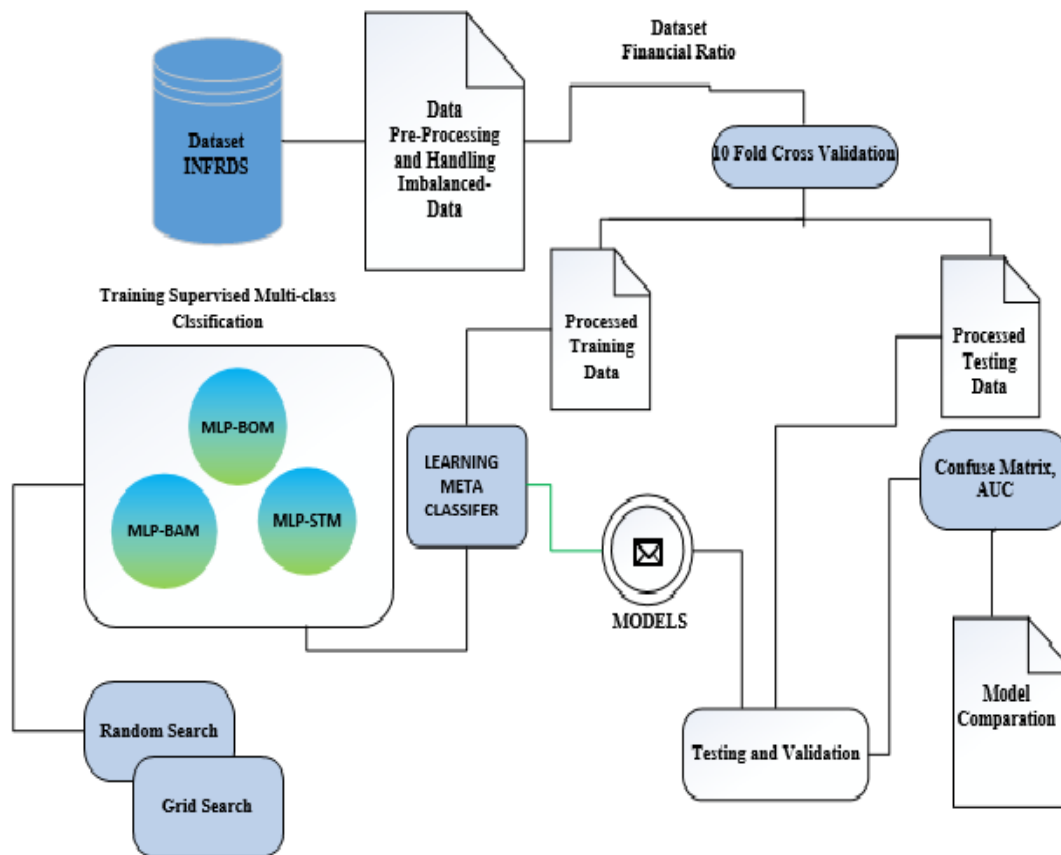 Dataset
INFRDS
Data
Pre-Processing
and Handling
Imbalanced-
Data
Dataset
Financial Ratio
10 Fold Cross Validation
Processed
Training
Data
Processed
Testing
Data
Training Supervised Multi-class
Clssification
MLP-BOM
MLP-BAM
MLP-STM
LEARNING
META
CLASSIFER
MODELS
Confuse Matrix,
AUC
Random Search
Grid Search
Testing and Validation
Model
Comparation